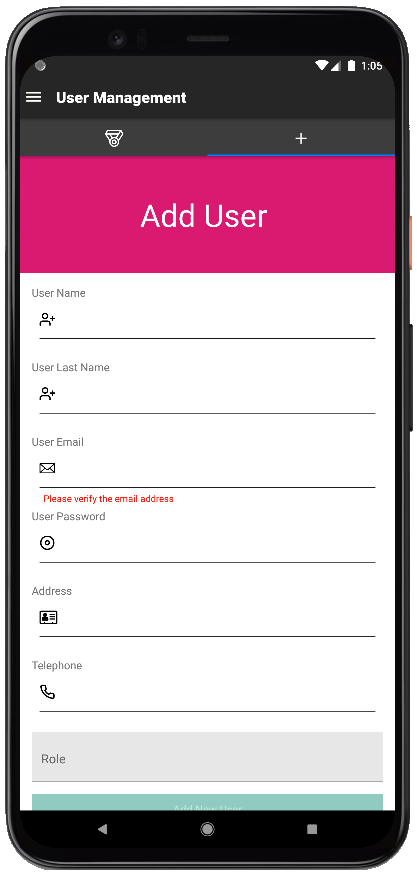 1:06
User Management
Add User
User Name
User Last Name
User Email
Please verify the email address
User Password
Address
Telephone
Role
Add New User